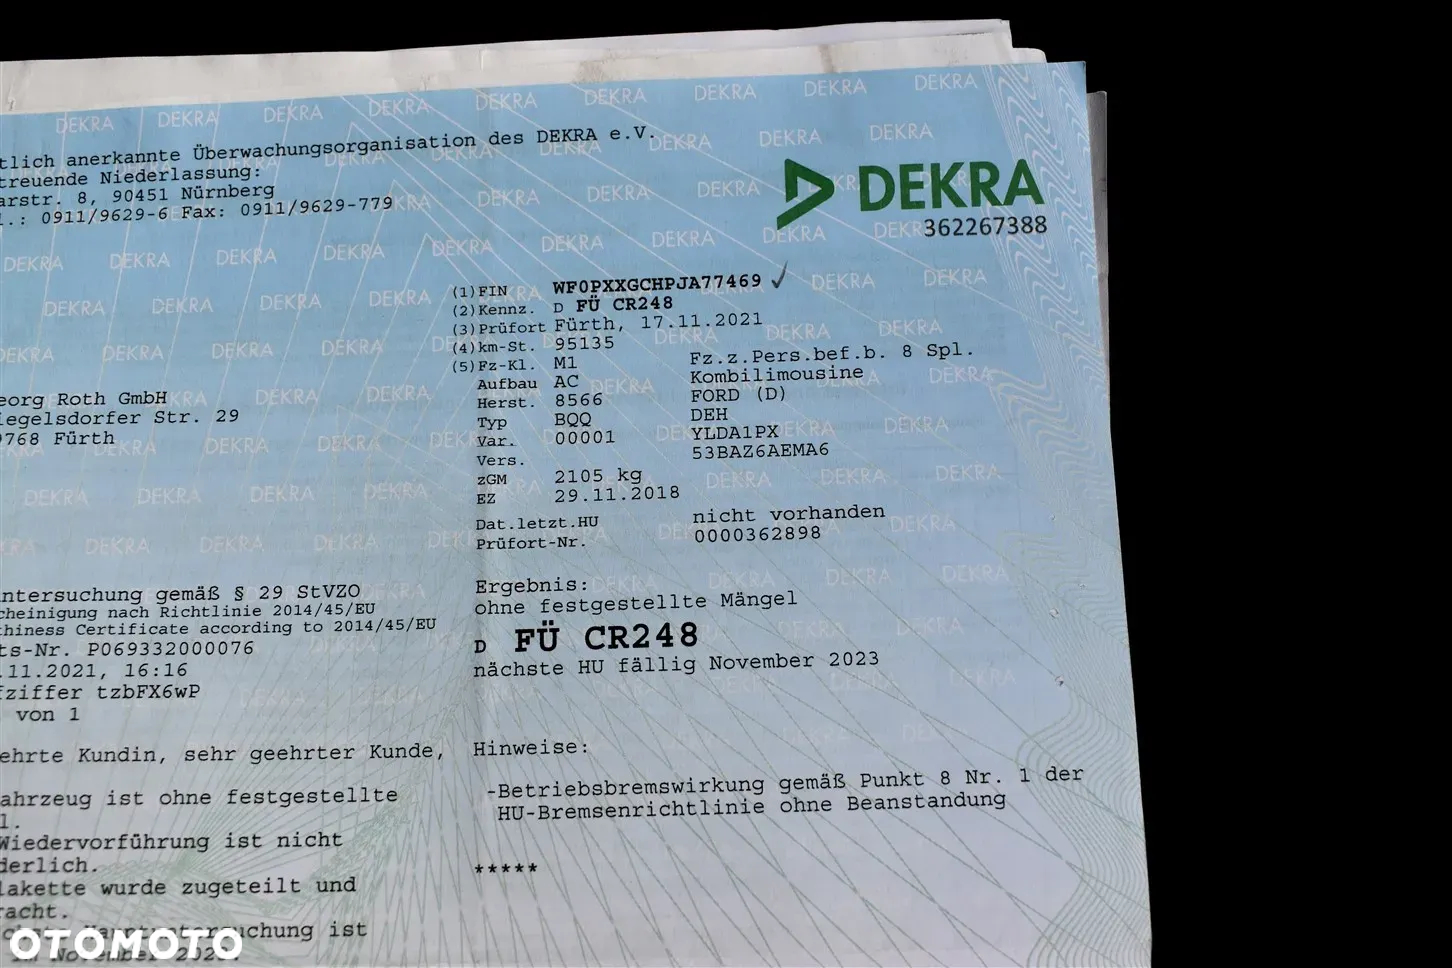 tlich anerkannte Überwachungsorganisation des DEKRA e.V.
treuende Niederlassung:
arstr. 8, 90451 Nürnberg
.: 0911/9629-6 Fax: 0911/9629-779
DEKRA
362267388
(1)FIN WF0PXXGCHPJA77469
(2)Kennz. D FÜ CR248
(3)Prüfort Fürth, 17.11.2021
(4)km-St. 95135
(5)Fz-Kl. M1 Fz.z.Pers.bef.b. 8 Spl.
Aufbau AC Kombilimousine
Herst. 8566 FORD (D)
Typ BQQ DEH
Var. 00001 YLDA1PX
Vers. 53BAZ6AEMA6
zGM 2105 kg
EZ 29.11.2018
Dat.letzt.HU nicht vorhanden
Prüfort-Nr. 0000362898
eorg Roth GmbH
iegelsdorfer Str. 29
768 Fürth
ntersuchung gemäß § 29 StVZO
cheinigung nach Richtlinie 2014/45/EU
thiness Certificate according to 2014/45/EU
ts-Nr. P069332000076
.11.2021, 16:16
fziffer tzbFX6wP
von 1
Ergebnis:
ohne festgestellte Mängel
D FÜ CR248
nächste HU fällig November 2023
ehrte Kundin, sehr geehrter Kunde,
ahrzeug ist ohne festgestellte
l.
Wiedervorführung ist nicht
derlich.
lakette wurde zugeteilt und
racht.
Hauptuntersuchung ist
im November 202
Hinweise:
-Betriebsbremswirkung gemäß Punkt 8 Nr. 1 der
HU-Bremsenrichtlinie ohne Beanstandung
*****
OTOMOTO